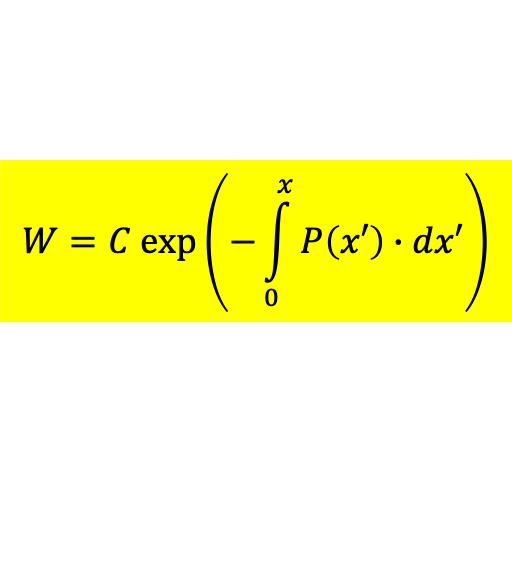 W = C exp(−∫₀ˣ P(x′) · dx′)